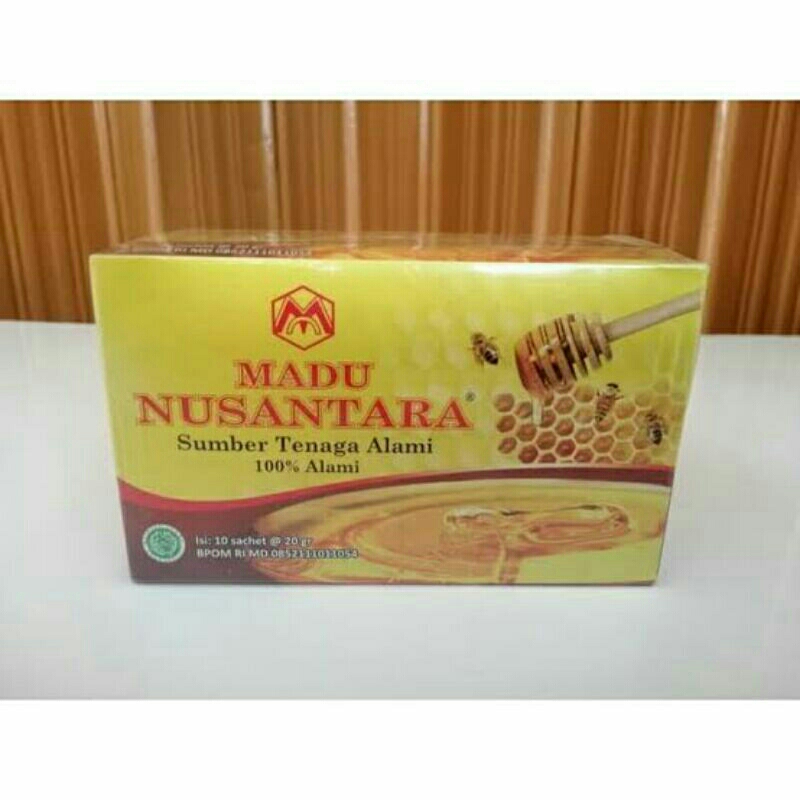 MADU
NUSANTARA®
Sumber Tenaga Alami
100% Alami
Isi: 10 sachet @ 20 gr
BPOM RI MD 0852111011054